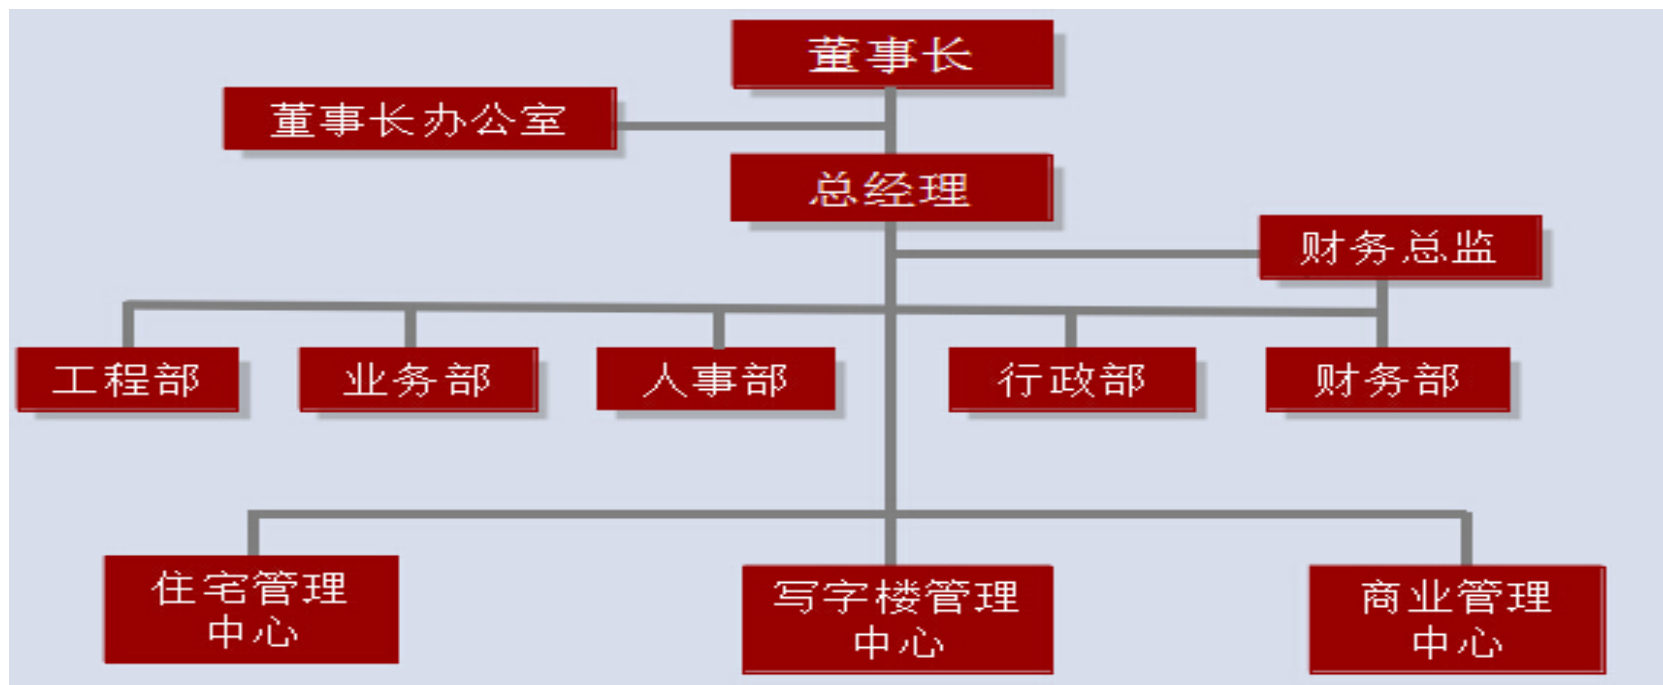 董事长
董事长办公室
总经理
财务总监
工程部
业务部
人事部
行政部
财务部
住宅管理
中心
写字楼管理
中心
商业管理
中心